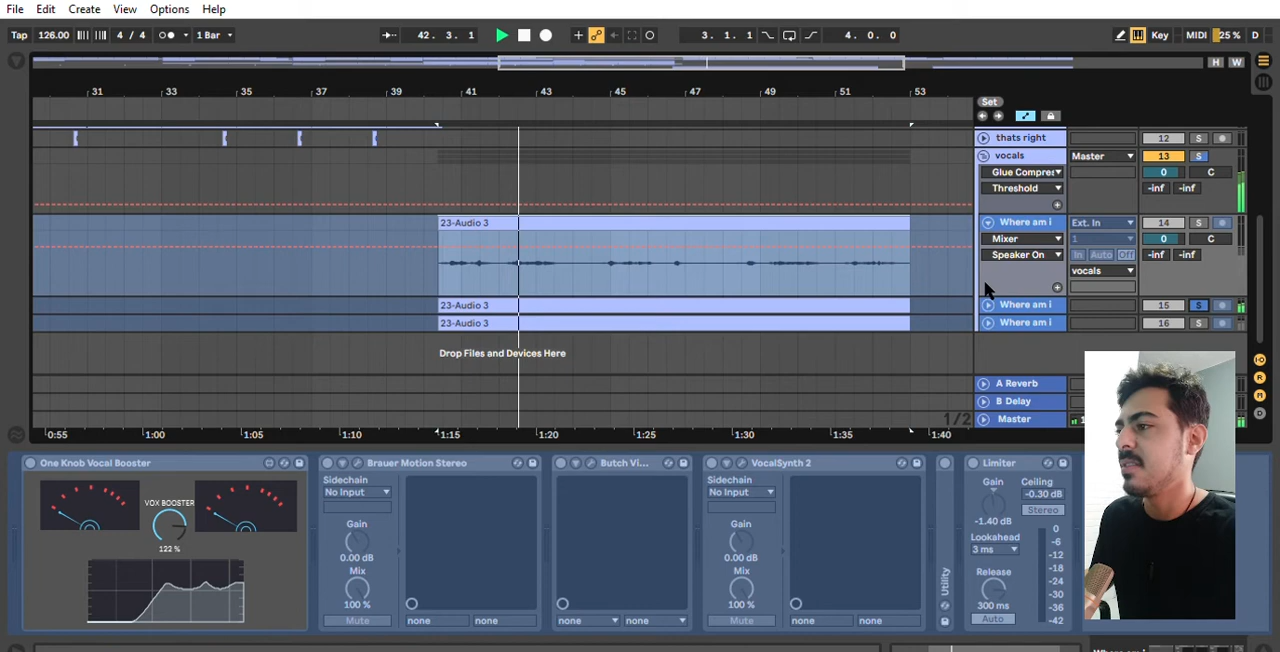 File Edit Create View Options Help
Tap 126.00 4 / 4 1 Bar 42. 3. 1 3. 1. 1 4. 0. 0 Key MIDI 25 % D
H W
31 33 35 37 39 41 43 45 47 49 51 53
Set
thats right 12 S
vocals Master 13 S
Glue Compres 0 C
Threshold -inf -inf
23-Audio 3 Where am i Ext. In 14 S
Mixer 1 0 C
Speaker On In Auto Off -inf -inf
vocals
23-Audio 3 Where am i 15 S
23-Audio 3 Where am i 16 S
Drop Files and Devices Here
A Reverb
B Delay
1/2 Master
0:55 1:00 1:05 1:10 1:15 1:20 1:25 1:30 1:35 1:40
One Knob Vocal Booster
VOX BOOSTER
122 %
Brauer Motion Stereo
Sidechain
No Input
Gain
0.00 dB
Mix
100 %
Mute
none none
Butch Vi...
none none
VocalSynth 2
Sidechain
No Input
Gain
0.00 dB
Mix
100 %
Mute
none none
Utility
Limiter
Gain Ceiling
-0.30 dB
Stereo
-1.40 dB
Lookahead
3 ms
Release
300 ms
Auto
0
-6
-12
-18
-24
-30
-36
-42